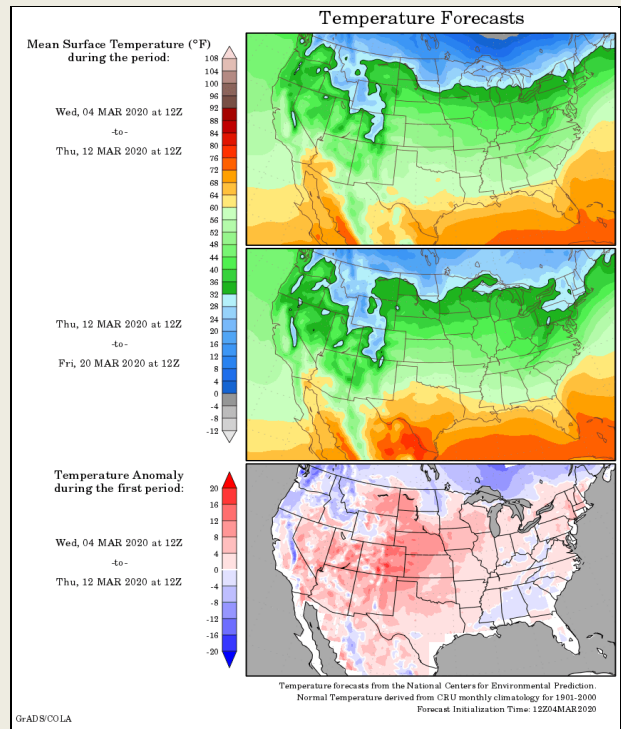 Temperature Forecasts
Mean Surface Temperature (°F)
during the period:
Wed, 04 MAR 2020 at 12Z
-to-
Thu, 12 MAR 2020 at 12Z
108
104
100
96
92
88
84
80
76
72
68
64
60
56
52
48
44
40
36
32
28
24
20
16
12
8
4
0
-4
-8
-12
Thu, 12 MAR 2020 at 12Z
-to-
Fri, 20 MAR 2020 at 12Z
Temperature Anomaly
during the first period:
Wed, 04 MAR 2020 at 12Z
-to-
Thu, 12 MAR 2020 at 12Z
20
16
12
8
4
0
-4
-8
-12
-16
-20
Temperature forecasts from the National Centers for Environmental Prediction.
Normal Temperature derived from CRU monthly climatology for 1901-2000
Forecast Initialization Time: 12Z04MAR2020
GrADS/COLA